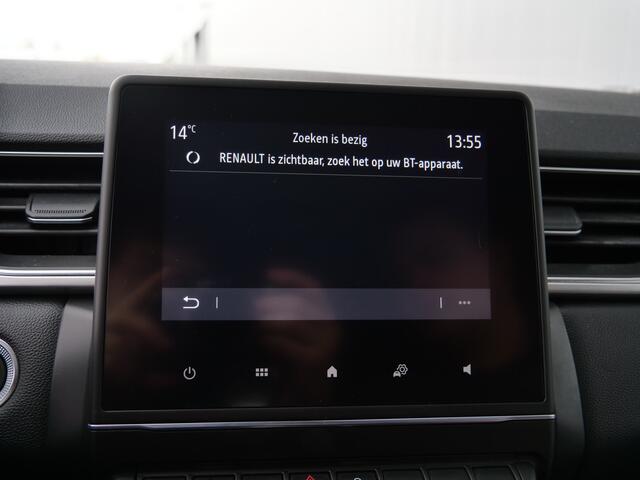 14°C
Zoeken is bezig
13:55
RENAULT is zichtbaar, zoek het op uw BT-apparaat.